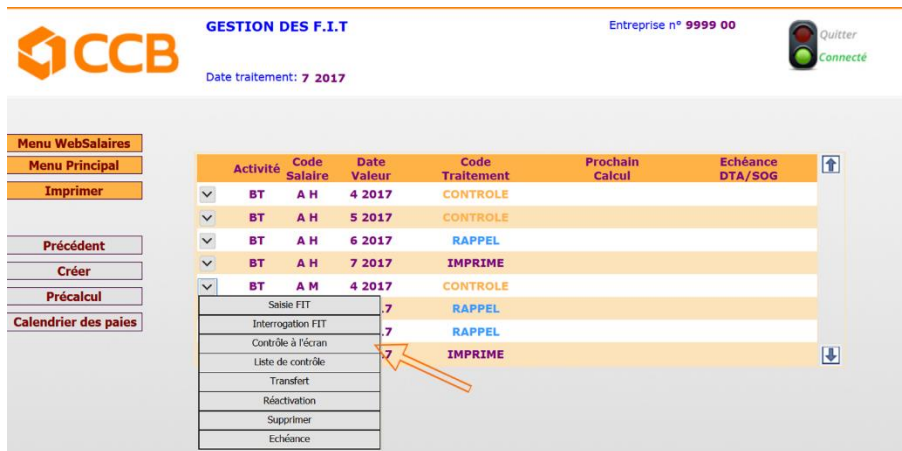 CCB
GESTION DES F.I.T
Entreprise n° 9999 00
Quitter
Connecté
Date traitement: 7 2017
Menu WebSalaires
Menu Principal
Imprimer
Précédent
Créer
Précalcul
Calendrier des paies
Activité Code Salaire Date Valeur Code Traitement Prochain Calcul Echéance DTA/SOG
BT A H 4 2017 CONTROLE
BT A H 5 2017 CONTROLE
BT A H 6 2017 RAPPEL
BT A H 7 2017 IMPRIME
BT A M 4 2017 CONTROLE
.7 RAPPEL
.7 RAPPEL
.7 IMPRIME
Saisie FIT
Interrogation FIT
Contrôle à l'écran
Liste de contrôle
Transfert
Réactivation
Supprimer
Echéance